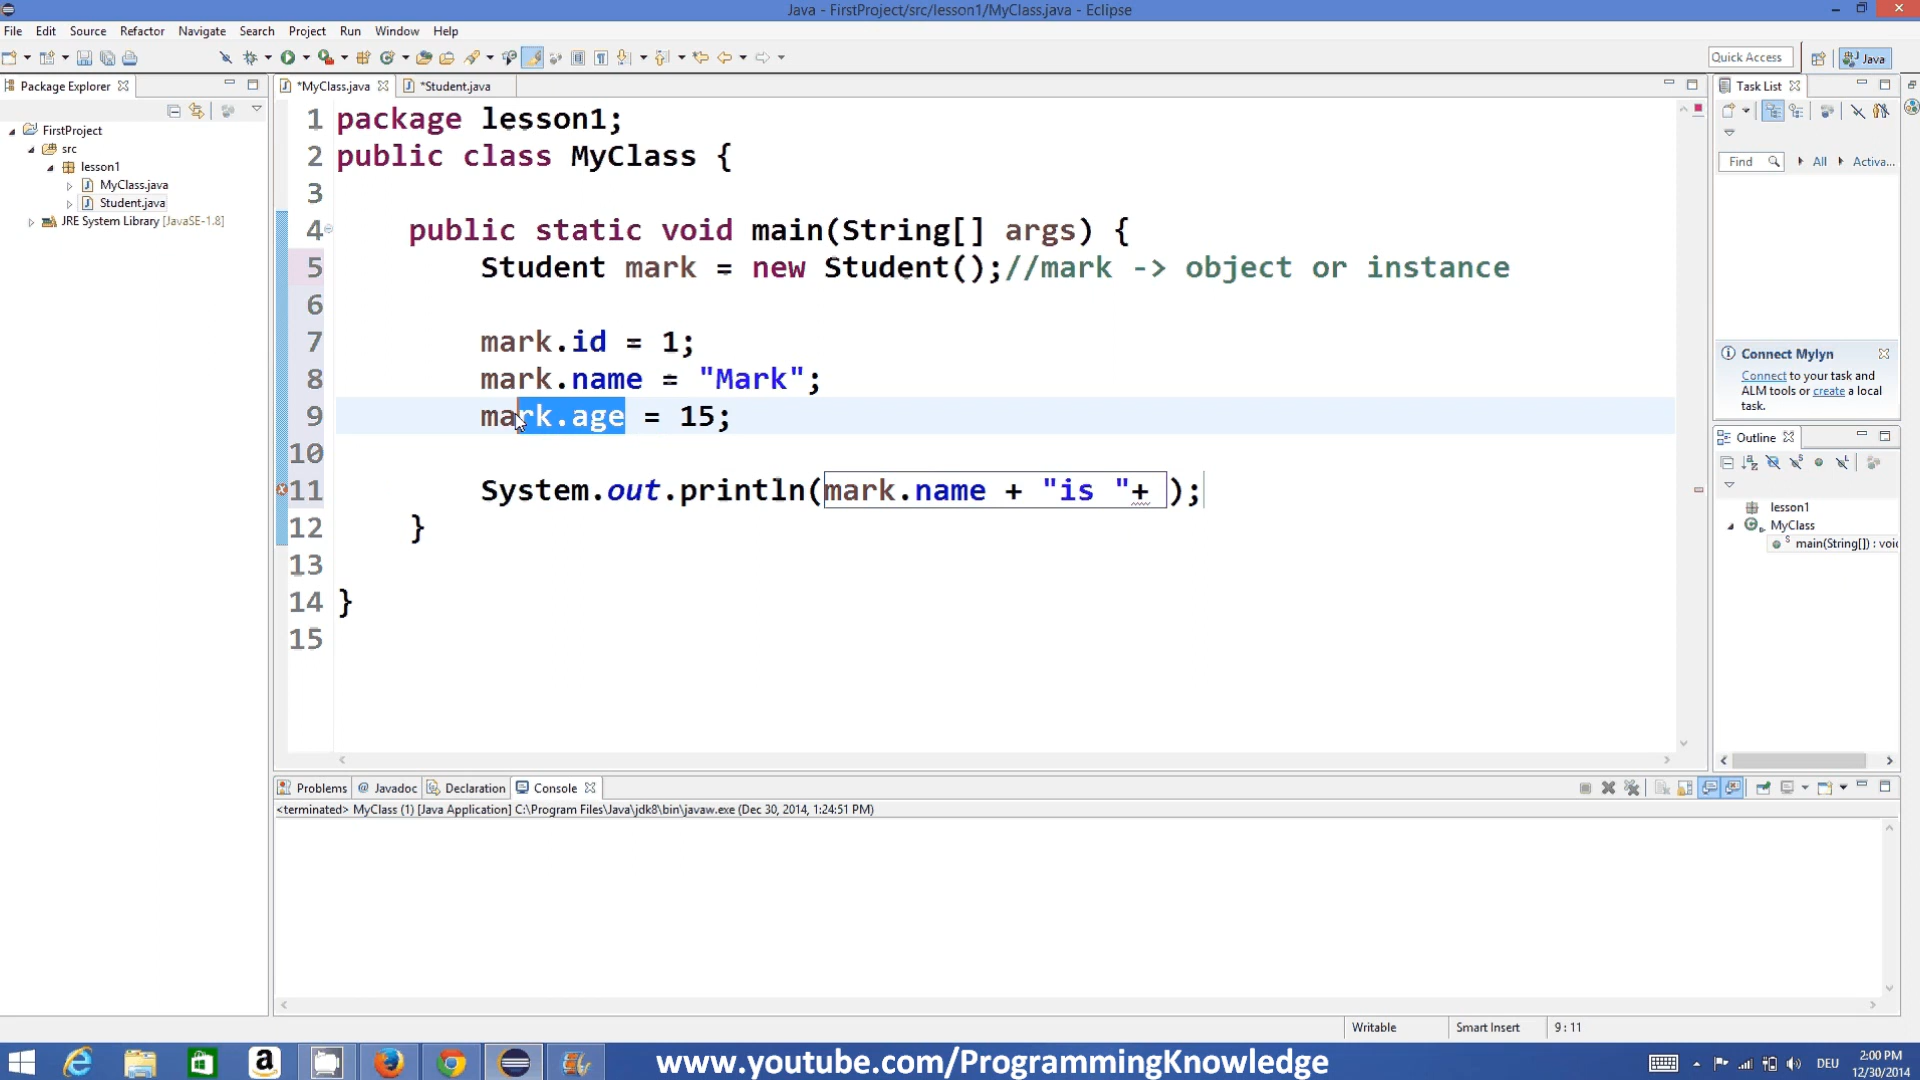 Java - FirstProject/src/lesson1/MyClass.java - Eclipse
File Edit Source Refactor Navigate Search Project Run Window Help
Quick Access
Java
Package Explorer
*MyClass.java
*Student.java
Task List
FirstProject
src
lesson1
MyClass.java
Student.java
JRE System Library [JavaSE-1.8]
1 package lesson1;
2 public class MyClass {
3
4 public static void main(String[] args) {
5 Student mark = new Student();//mark -> object or instance
6
7 mark.id = 1;
8 mark.name = "Mark";
9 mark.age = 15;
10
11 System.out.println(mark.name + "is "+ );
12 }
13
14 }
15
Find All Activa...
Connect Mylyn
Connect to your task and
ALM tools or create a local
task.
Outline
lesson1
MyClass
main(String[]) : voi
Problems @ Javadoc Declaration Console
<terminated> MyClass (1) [Java Application] C:\Program Files\Java\jdk8\bin\javaw.exe (Dec 30, 2014, 1:24:51 PM)
Writable Smart Insert 9 : 11
www.youtube.com/ProgrammingKnowledge
DEU
2:00 PM
12/30/2014